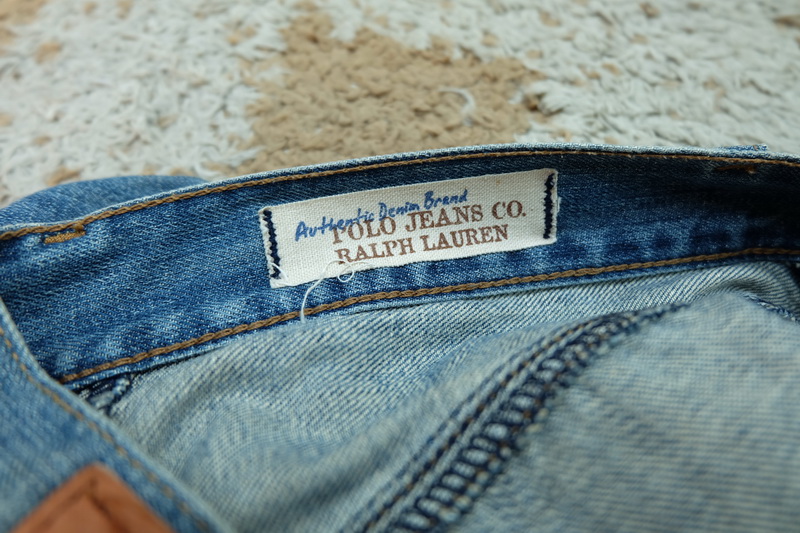 Authentic Denim Brand
POLO JEANS CO.
RALPH LAUREN